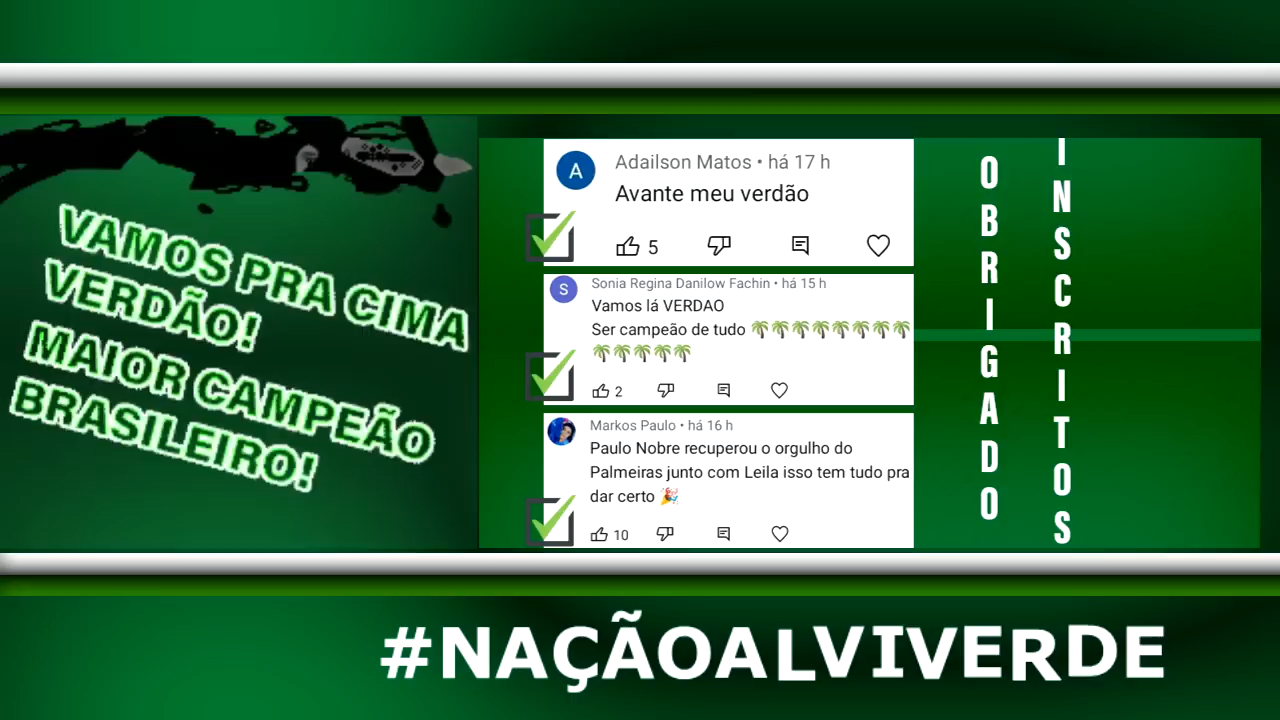 VAMOS PRA CIMA
VERDÃO!
MAIOR CAMPEÃO
BRASILEIRO!
A
Adailson Matos • há 17 h
Avante meu verdão
5
S
Sonia Regina Danilow Fachin • há 15 h
Vamos lá VERDAO
Ser campeão de tudo 🌴🌴🌴🌴🌴🌴🌴🌴
🌴🌴🌴🌴🌴
2
Markos Paulo • há 16 h
Paulo Nobre recuperou o orgulho do
Palmeiras junto com Leila isso tem tudo pra
dar certo 🎉
10
OBRIGADO
INSCRITOS
#NAÇÃOALVIVERDE